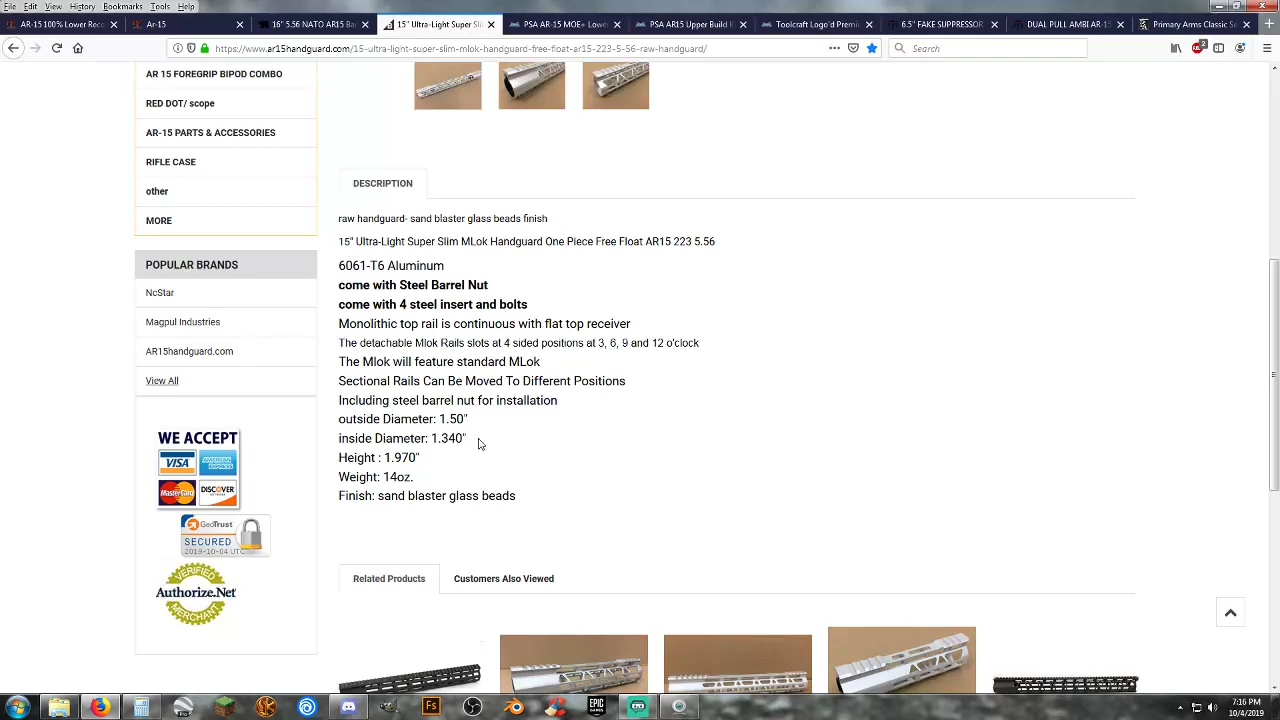 File Edit View History Bookmarks Tools Help
AR-15 100% Lower Rec
Ar-15
16" 5.56 NATO AR15 Ba
15" Ultra-Light Super Sli
PSA AR-15 MOE+ Lowe
PSA AR15 Upper Build K
Toolcraft Logo'd Premiu
6.5" FAKE SUPPRESSOR
DUAL PULL AMBI AR-15
Primary Arms Classic Se
https://www.ar15handguard.com/15-ultra-light-super-slim-mlok-handguard-free-float-ar15-223-5-56-raw-handguard/
Search
2
AR 15 FOREGRIP BIPOD COMBO
RED DOT/ scope
AR-15 PARTS & ACCESSORIES
RIFLE CASE
other
MORE
POPULAR BRANDS
NcStar
Magpul Industries
AR15handguard.com
View All
WE ACCEPT
VISA
AMERICAN EXPRESS
MasterCard
DISCOVER
NETWORK
GeoTrust
SECURED
2019-10-04 UTC
VERIFIED
Authorize.Net
MERCHANT
DESCRIPTION
raw handguard- sand blaster glass beads finish
15" Ultra-Light Super Slim MLok Handguard One Piece Free Float AR15 223 5.56
6061-T6 Aluminum
come with Steel Barrel Nut
come with 4 steel insert and bolts
Monolithic top rail is continuous with flat top receiver
The detachable Mlok Rails slots at 4 sided positions at 3, 6, 9 and 12 o'clock
The Mlok will feature standard MLok
Sectional Rails Can Be Moved To Different Positions
Including steel barrel nut for installation
outside Diameter: 1.50"
inside Diameter: 1.340"
Height : 1.970"
Weight: 14oz.
Finish: sand blaster glass beads
Related Products
Customers Also Viewed
Fs
EPIC
GAMES
7:16 PM
10/4/2019